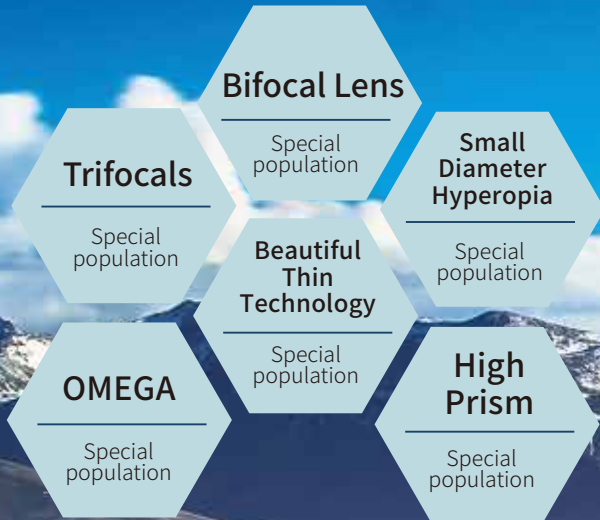 Bifocal Lens
Special
population
Trifocals
Special
population
Small
Diameter
Hyperopia
Special
population
Beautiful
Thin
Technology
Special
population
OMEGA
Special
population
High
Prism
Special
population